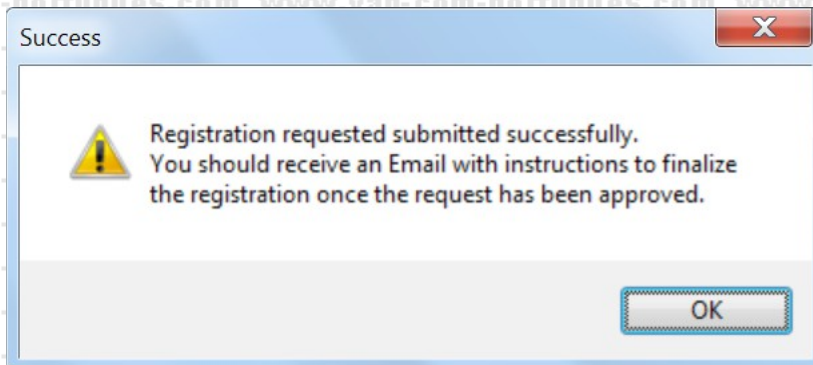 Success
X
Registration requested submitted successfully.
You should receive an Email with instructions to finalize
the registration once the request has been approved.
OK